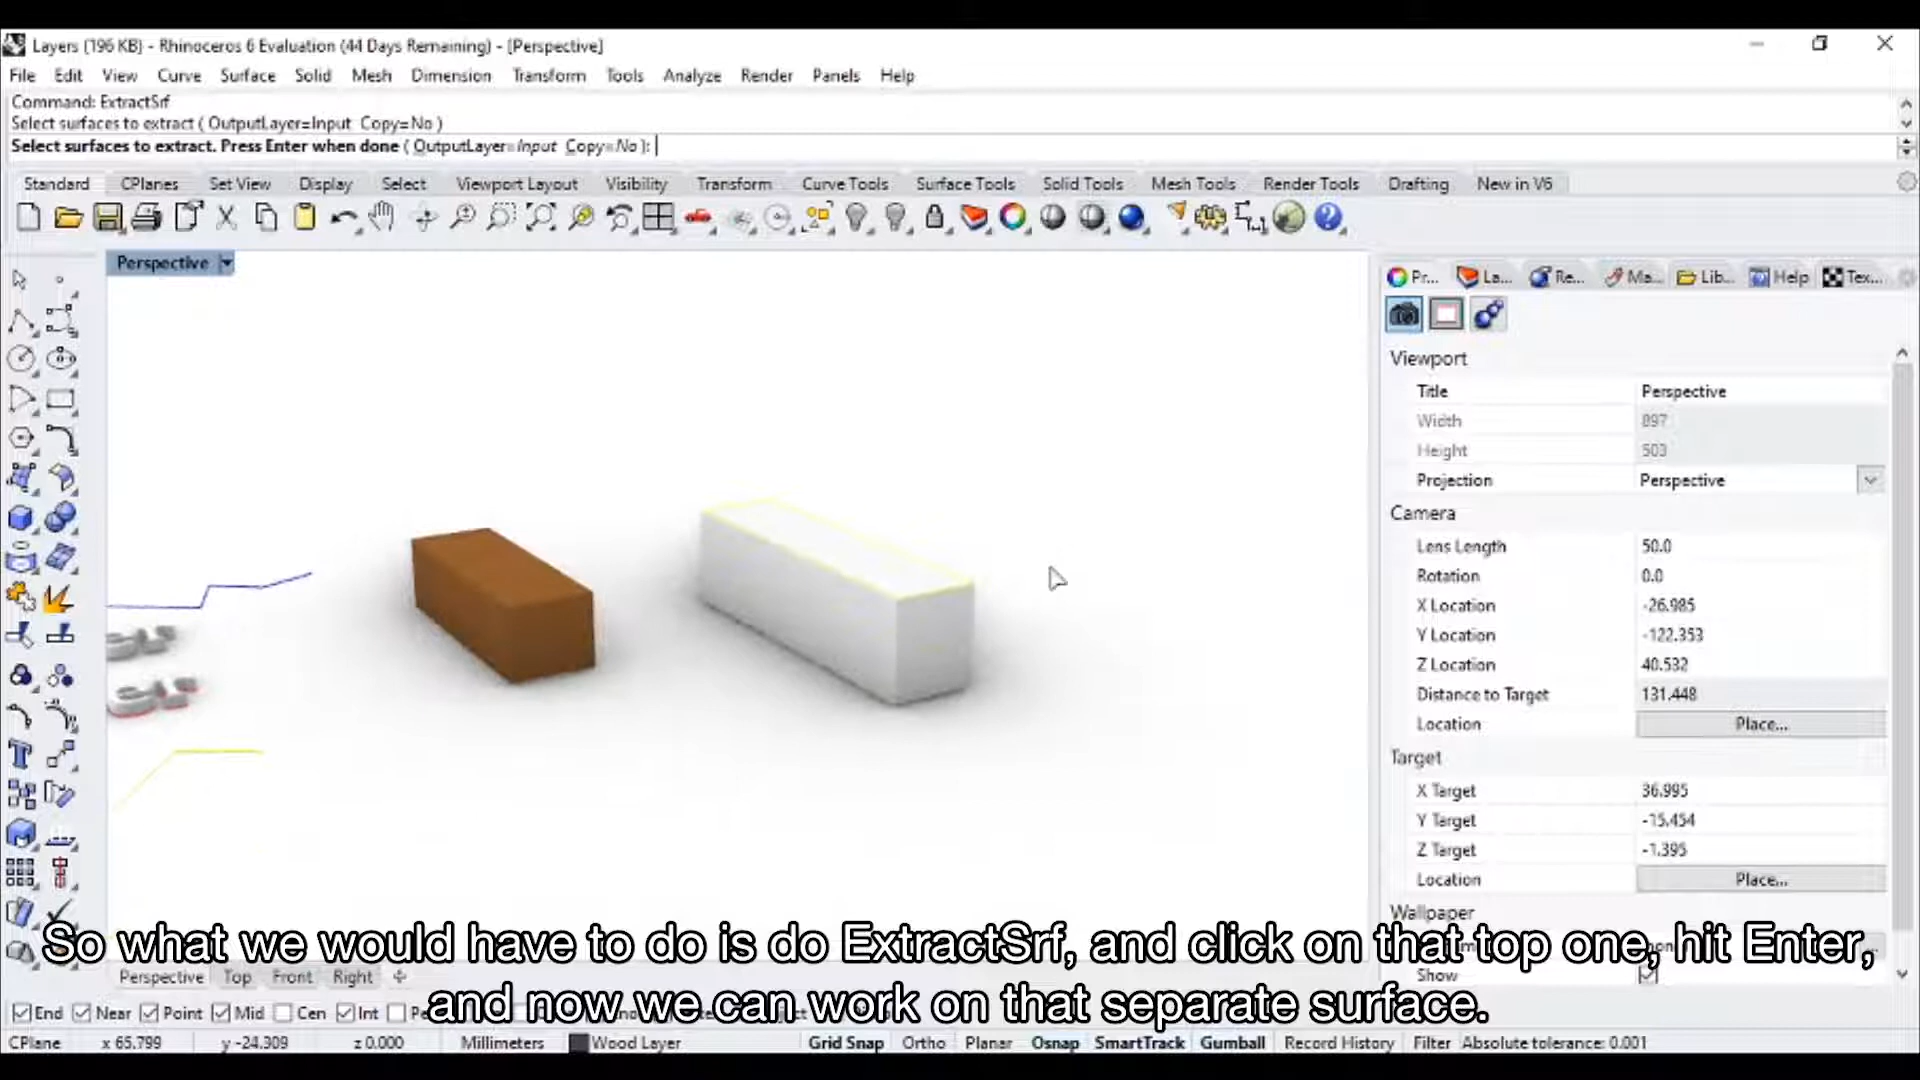 Layers (196 KB) - Rhinoceros 6 Evaluation (44 Days Remaining) - [Perspective]
File Edit View Curve Surface Solid Mesh Dimension Transform Tools Analyze Render Panels Help
Command: ExtractSrf
Select surfaces to extract ( OutputLayer=Input Copy=No )
Select surfaces to extract. Press Enter when done ( OutputLayer=Input Copy=No ):
Standard CPlanes Set View Display Select Viewport Layout Visibility Transform Curve Tools Surface Tools Solid Tools Mesh Tools Render Tools Drafting New in V6
Perspective
Pr... La... Re... Ma... Lib... Help Tex...
Viewport
Title Perspective
Width 897
Height 503
Projection Perspective
Camera
Lens Length 50.0
Rotation 0.0
X Location -26.985
Y Location -122.353
Z Location 40.532
Distance to Target 131.448
Location Place...
Target
X Target 36.995
Y Target -15.454
Z Target -1.395
Location Place...
Wallpaper
Show
So what we would have to do is do ExtractSrf, and click on that top one, hit Enter,
and now we can work on that separate surface.
Perspective Top Front Right
End Near Point Mid Cen Int
CPlane x 65.799 y -24.309 z 0.000 Millimeters Wood Layer Grid Snap Ortho Planar Osnap SmartTrack Gumball Record History Filter Absolute tolerance: 0.001